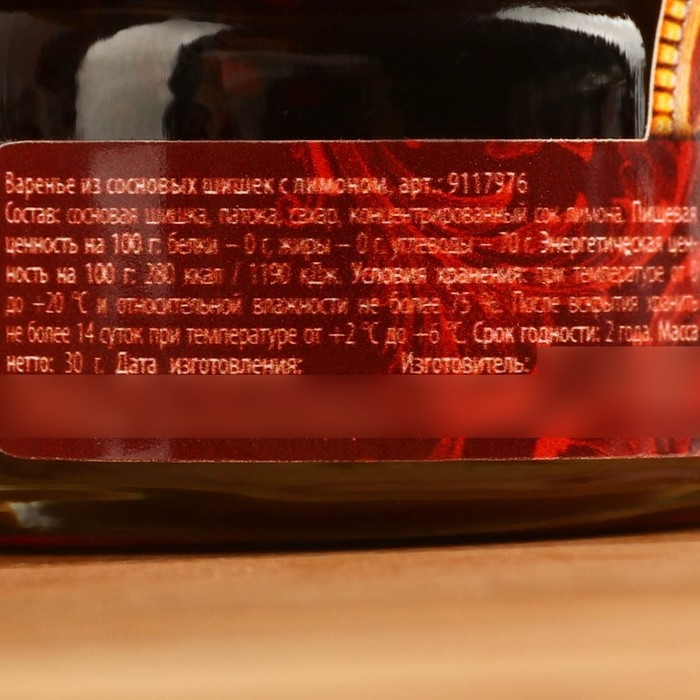 Варенье из сосновых шишек с лимоном, арт.: 9117976
Состав: сосновая шишка, патока, сахар, концентрированный сок лимона. Пищевая
ценность на 100 г: белки – 0 г, жиры – 0 г, углеводы – 70 г. Энергетическая цен
ность на 100 г: 280 ккал / 1190 кДж. Условия хранения: при температуре от
до +20 °С и относительной влажности не более 75 %. После вскрытия хранить
не более 14 суток при температуре от +2 °С до +6 °С. Срок годности: 2 года. Масса
нетто: 30 г. Дата изготовления: Изготовитель: